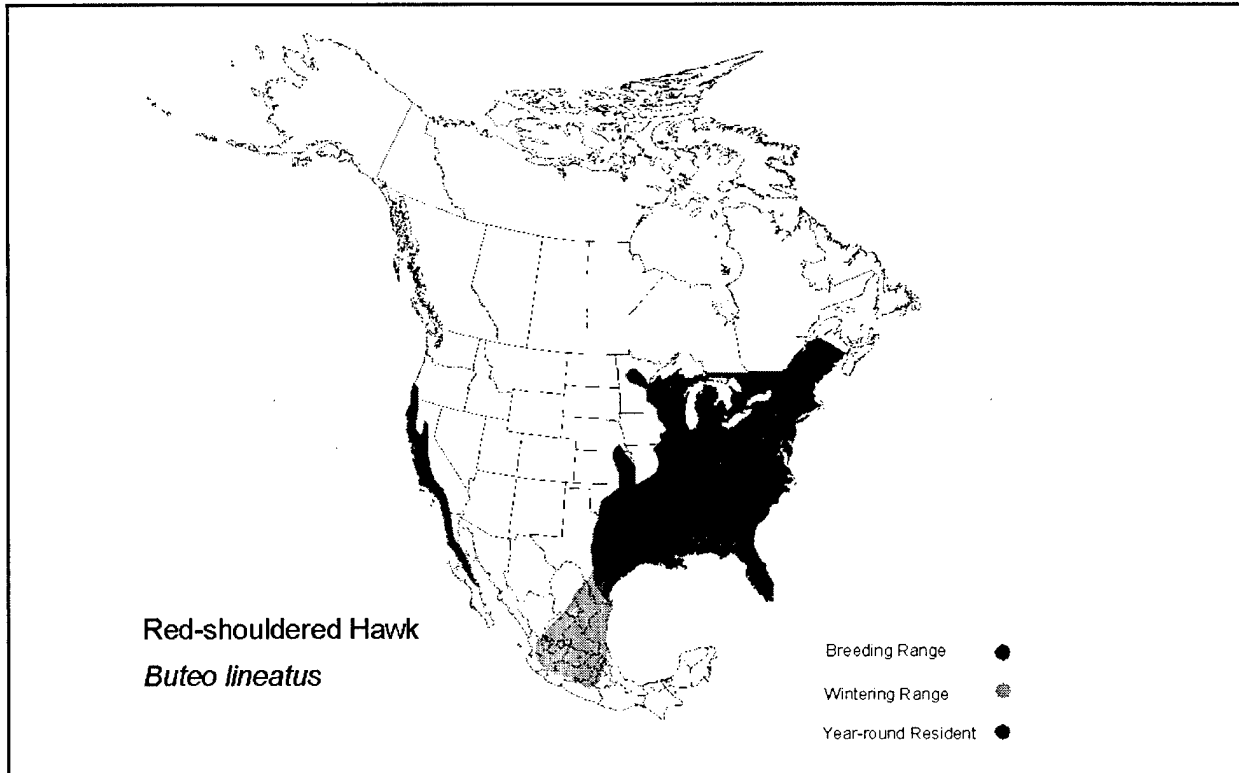 Red-shouldered Hawk
Buteo lineatus
Breeding Range
Wintering Range
Year-round Resident